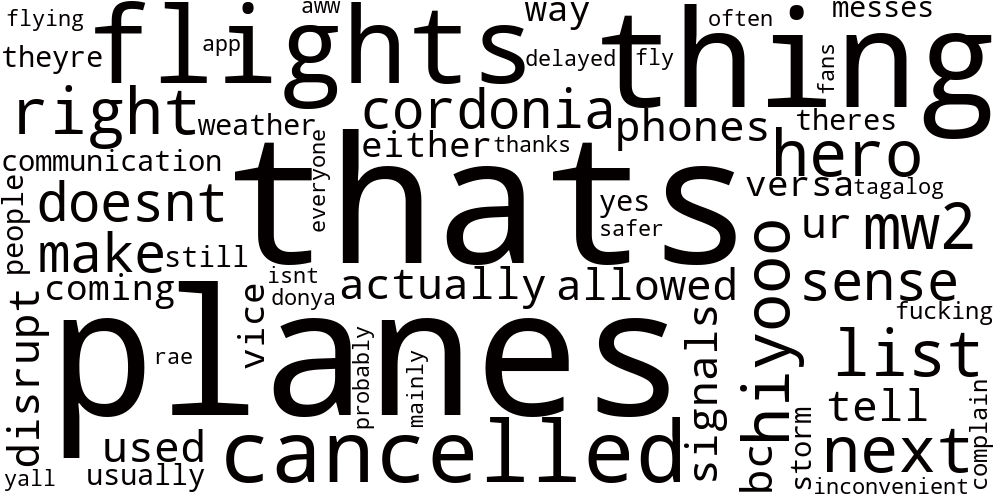 flying
flights
aww
way
thing
often
messes
theyre
app
delayed
fly
fans
right
weather
cordonia
phones
theres
communication
everyone
either
thanks
hero
people
doesnt
thats
yes
safer
versa
tagalog
make
still
ur
mw2
coming
isnt
donya
actually
allowed
bchiyooo
sense
fucking
disrupt
planes
rae
vice
probably
mainly
signals
list
used
usually
cancelled
storm
tell
next
complain
yall
inconvenient